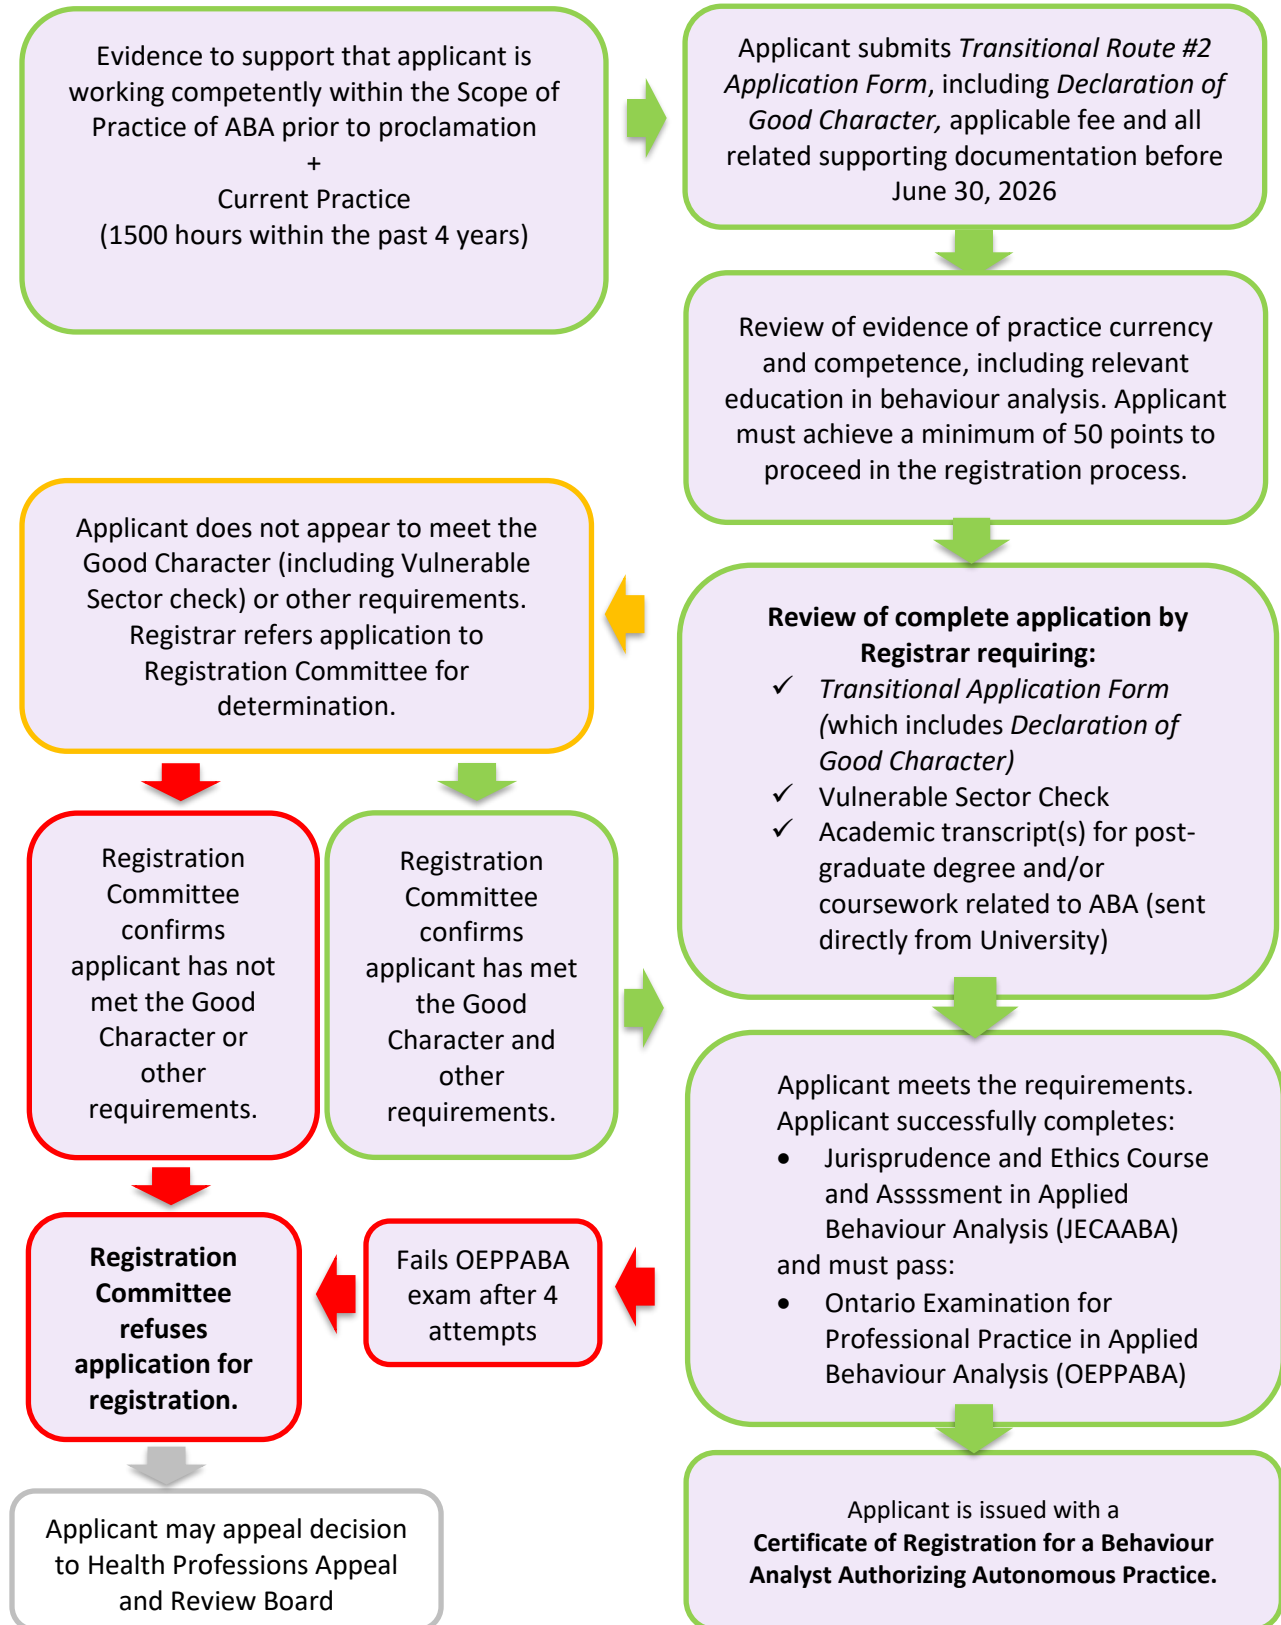 Evidence to support that applicant is
working competently within the Scope of
Practice of ABA prior to proclamation
+
Current Practice
(1500 hours within the past 4 years)
Applicant submits Transitional Route #2
Application Form, including Declaration of
Good Character, applicable fee and all
related supporting documentation before
June 30, 2026
Review of evidence of practice currency
and competence, including relevant
education in behaviour analysis. Applicant
must achieve a minimum of 50 points to
proceed in the registration process.
Applicant does not appear to meet the
Good Character (including Vulnerable
Sector check) or other requirements.
Registrar refers application to
Registration Committee for
determination.
Review of complete application by
Registrar requiring:
✓ Transitional Application Form
(which includes Declaration of
Good Character)
✓ Vulnerable Sector Check
✓ Academic transcript(s) for post-
graduate degree and/or
coursework related to ABA (sent
directly from University)
Registration
Committee
confirms
applicant has not
met the Good
Character or
other
requirements.
Registration
Committee
confirms
applicant has met
the Good
Character and
other
requirements.
Applicant meets the requirements.
Applicant successfully completes:
• Jurisprudence and Ethics Course
and Asssment in Applied
Behaviour Analysis (JECAABA)
and must pass:
• Ontario Examination for
Professional Practice in Applied
Behaviour Analysis (OEPPABA)
Fails OEPPABA
exam after 4
attempts
Registration
Committee
refuses
application for
registration.
Applicant may appeal decision
to Health Professions Appeal
and Review Board
Applicant is issued with a
Certificate of Registration for a Behaviour
Analyst Authorizing Autonomous Practice.